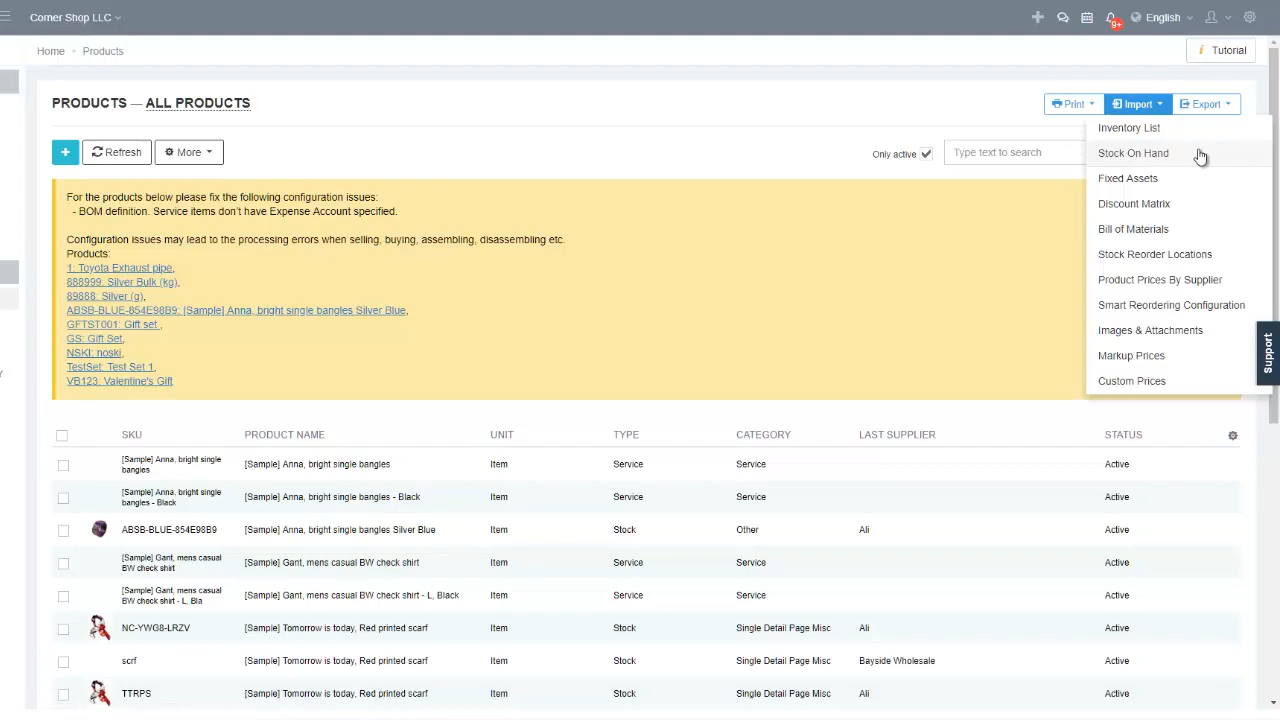 Corner Shop LLC
9+
English
Home
Products
Tutorial
PRODUCTS — ALL PRODUCTS
Print
Import
Export
+
Refresh
More
Only active
Type text to search
Inventory List
Stock On Hand
Fixed Assets
Discount Matrix
Bill of Materials
Stock Reorder Locations
Product Prices By Supplier
Smart Reordering Configuration
Images & Attachments
Markup Prices
Custom Prices
Support
For the products below please fix the following configuration issues:
- BOM definition. Service items don't have Expense Account specified.
Configuration issues may lead to the processing errors when selling, buying, assembling, disassembling etc.
Products:
1: Toyota Exhaust pipe,
888999: Silver Bulk (kg),
89888: Silver (g),
ABSB-BLUE-854E98B9: [Sample] Anna, bright single bangles Silver Blue,
GFTST001: Gift set ,
GS: Gift Set,
NSKI: noski,
TestSet: Test Set 1,
VB123: Valentine's Gift
SKU PRODUCT NAME UNIT TYPE CATEGORY LAST SUPPLIER STATUS
[Sample] Anna, bright single bangles [Sample] Anna, bright single bangles Item Service Service Active
[Sample] Anna, bright single bangles - Black [Sample] Anna, bright single bangles - Black Item Service Service Active
ABSB-BLUE-854E98B9 [Sample] Anna, bright single bangles Silver Blue Item Stock Other Ali Active
[Sample] Gant, mens casual BW check shirt [Sample] Gant, mens casual BW check shirt Item Service Service Active
[Sample] Gant, mens casual BW check shirt - L, Bla [Sample] Gant, mens casual BW check shirt - L, Black Item Service Service Active
NC-YWG8-LRZV [Sample] Tomorrow is today, Red printed scarf Item Stock Single Detail Page Misc Ali Active
scrf [Sample] Tomorrow is today, Red printed scarf Item Stock Single Detail Page Misc Bayside Wholesale Active
TTRPS [Sample] Tomorrow is today, Red printed scarf Item Stock Single Detail Page Misc Ali Active